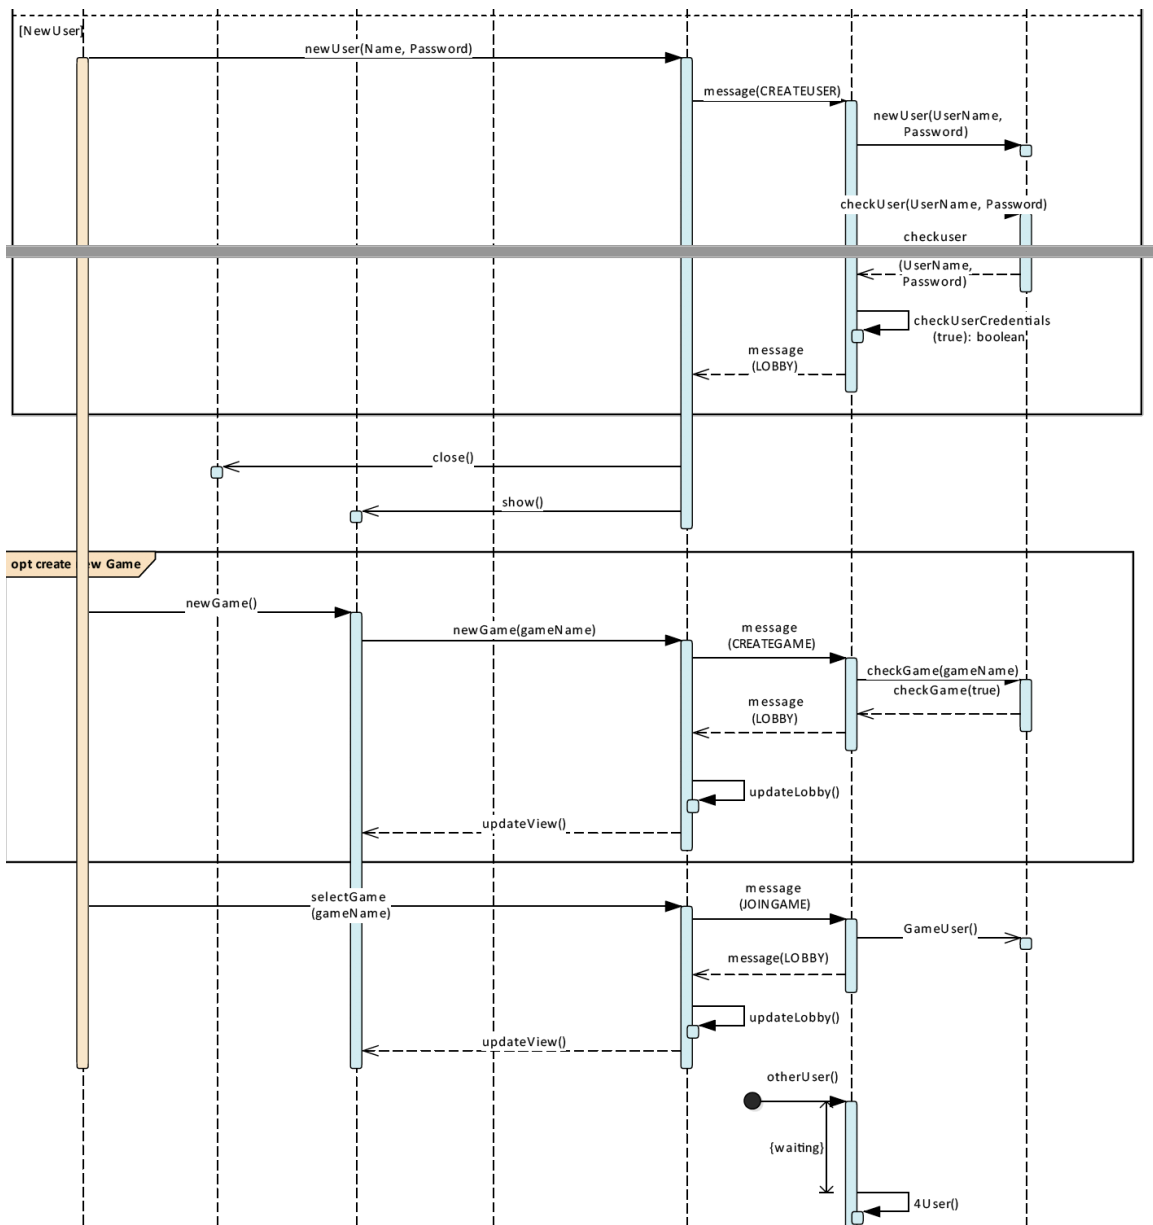 [NewUser]
newUser(Name, Password)
message(CREATEUSER)
newUser(UserName,
Password)
checkUser(UserName, Password)
checkuser
(UserName,
Password)
checkUserCredentials
(true): boolean
message
(LOBBY)
close()
show()
opt create ew Game
newGame()
newGame(gameName)
message
(CREATEGAME)
checkGame(gameName)
checkGame(true)
message
(LOBBY)
updateLobby()
updateView()
selectGame
(gameName)
message
(JOINGAME)
GameUser()
message(LOBBY)
updateLobby()
updateView()
otherUser()
{waiting}
4User()